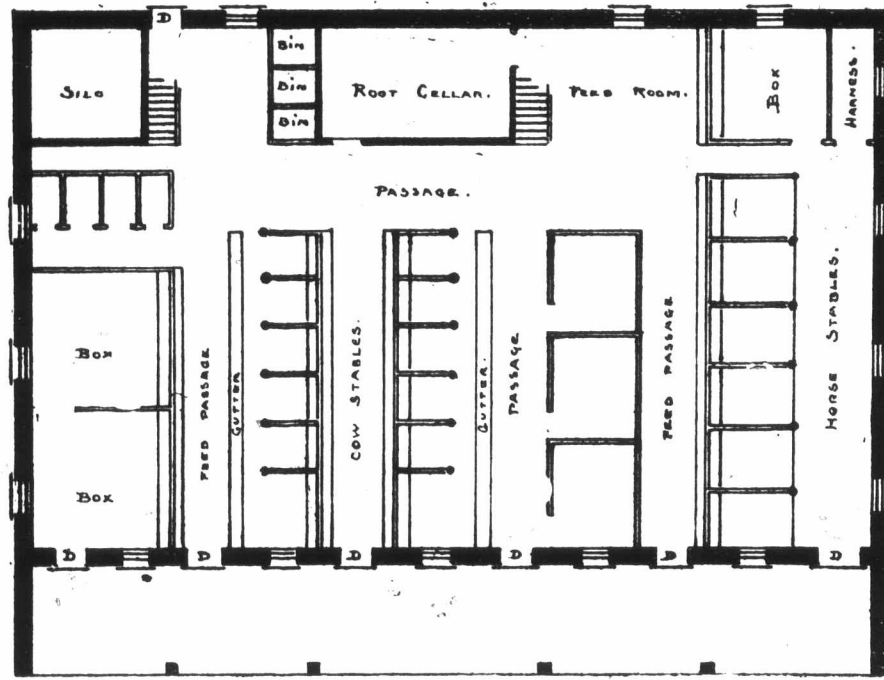 D
SILO
BIN
BIN
BIN
ROOT CELLAR.
FEED ROOM.
BOX
HARNESS.
PASSAGE.
BOX
BOX
FEED PASSAGE
GUTTER
COW STABLES.
GUTTER.
PASSAGE
FEED PASSAGE
HORSE STABLES.
D
D
D
D
D
D